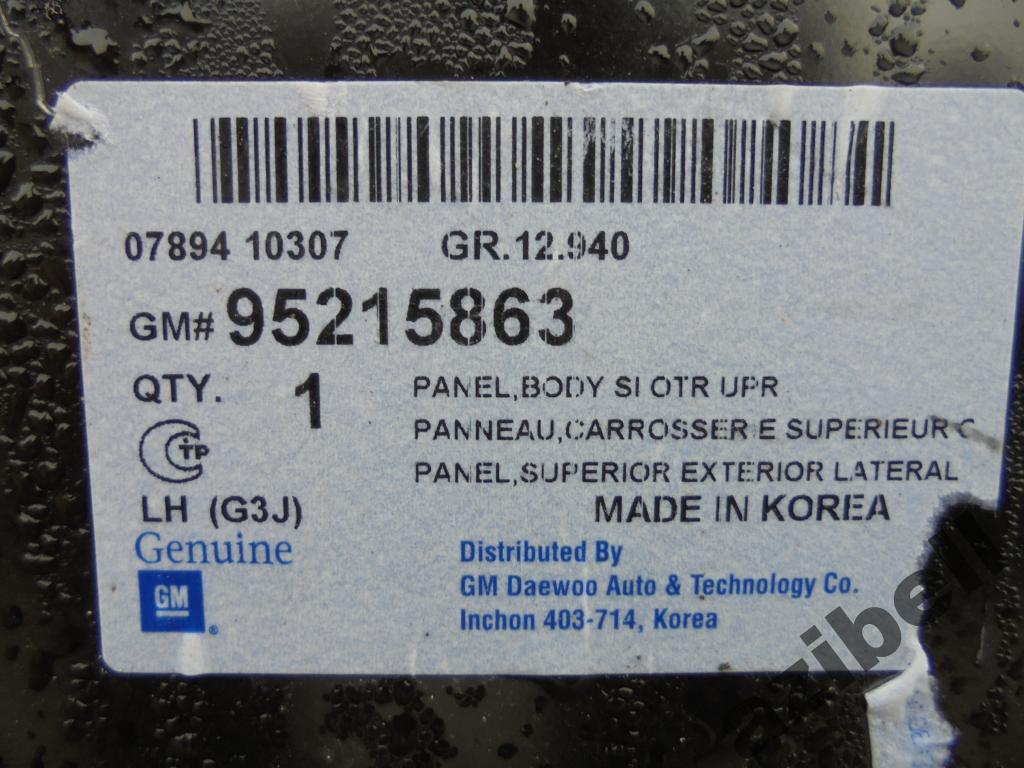 07894 10307 GR.12.940
GM# 95215863
QTY. 1 PANEL,BODY SI OTR UPR
PANNEAU,CARROSSER E SUPERIEUR C
TP PANEL,SUPERIOR EXTERIOR LATERAL
LH (G3J) MADE IN KOREA
Genuine Distributed By
GM GM Daewoo Auto & Technology Co.
Inchon 403-714, Korea